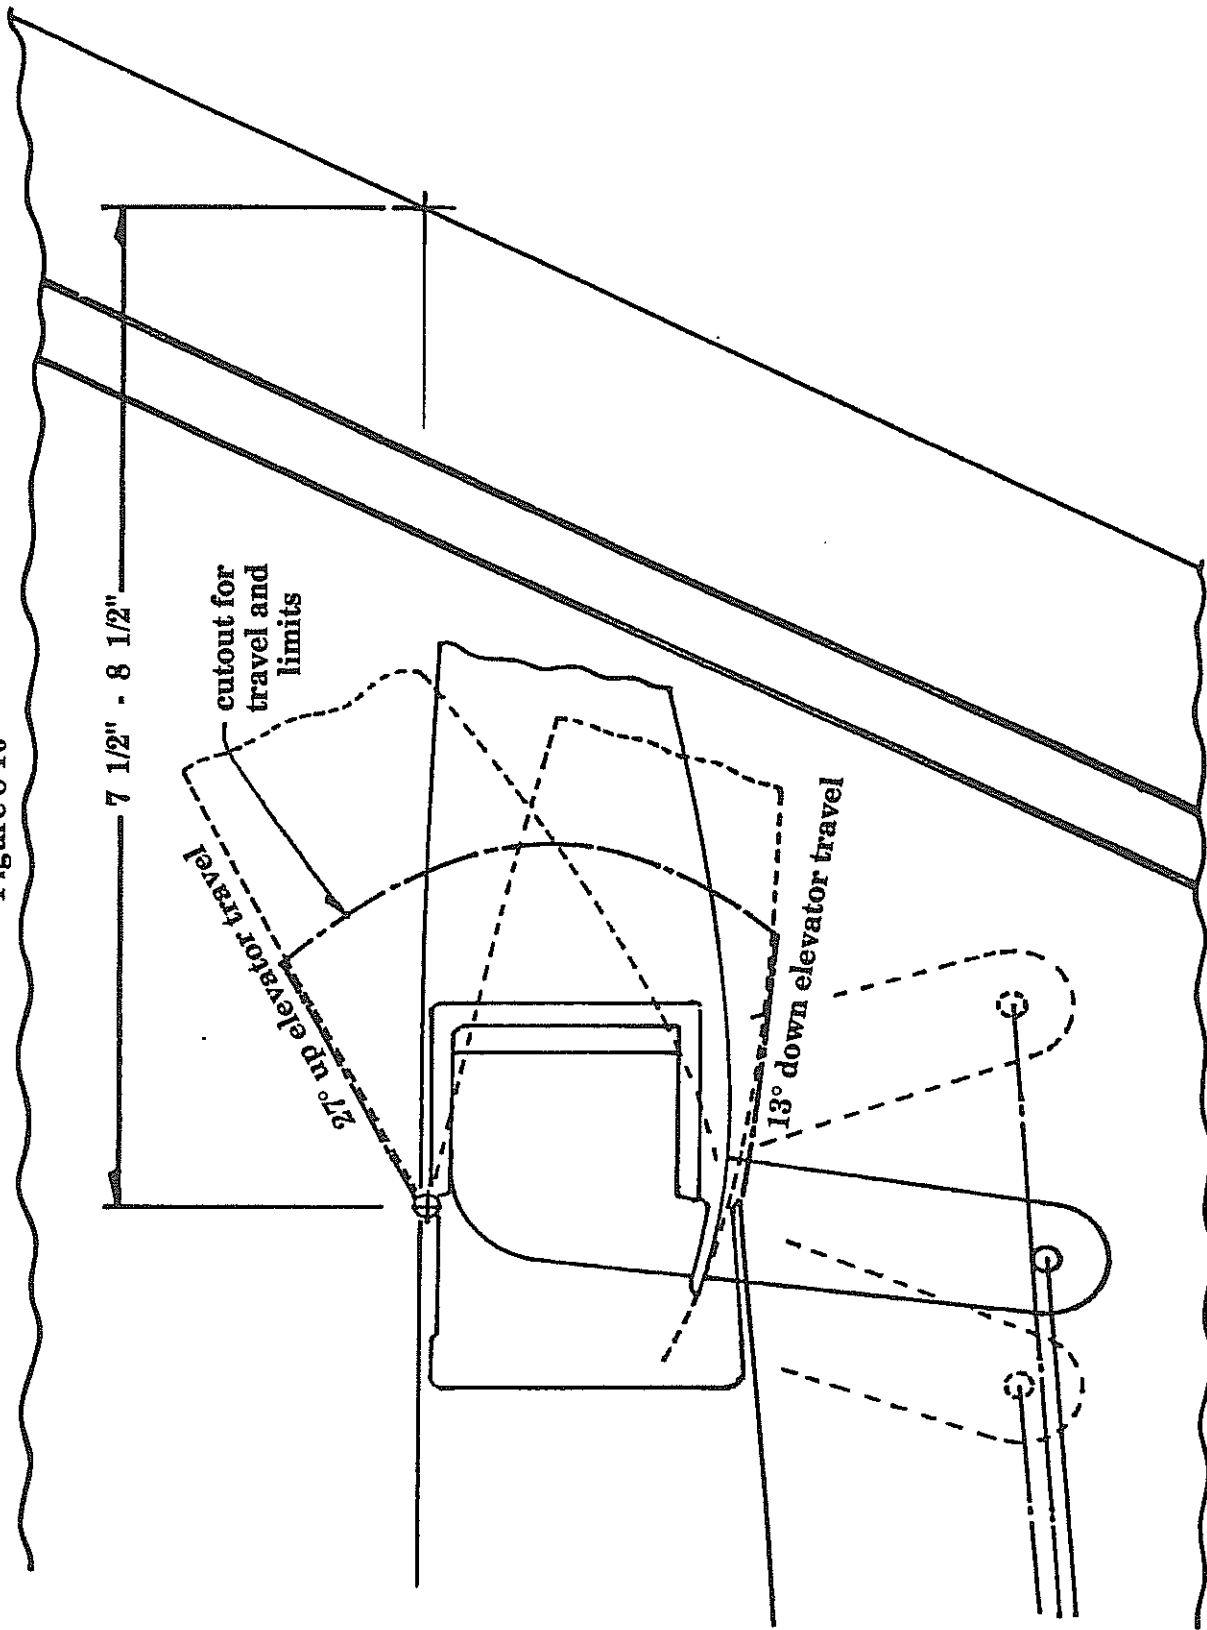 7 1/2" - 8 1/2"
cutout for
travel and
limits
27° up elevator travel
13° down elevator travel